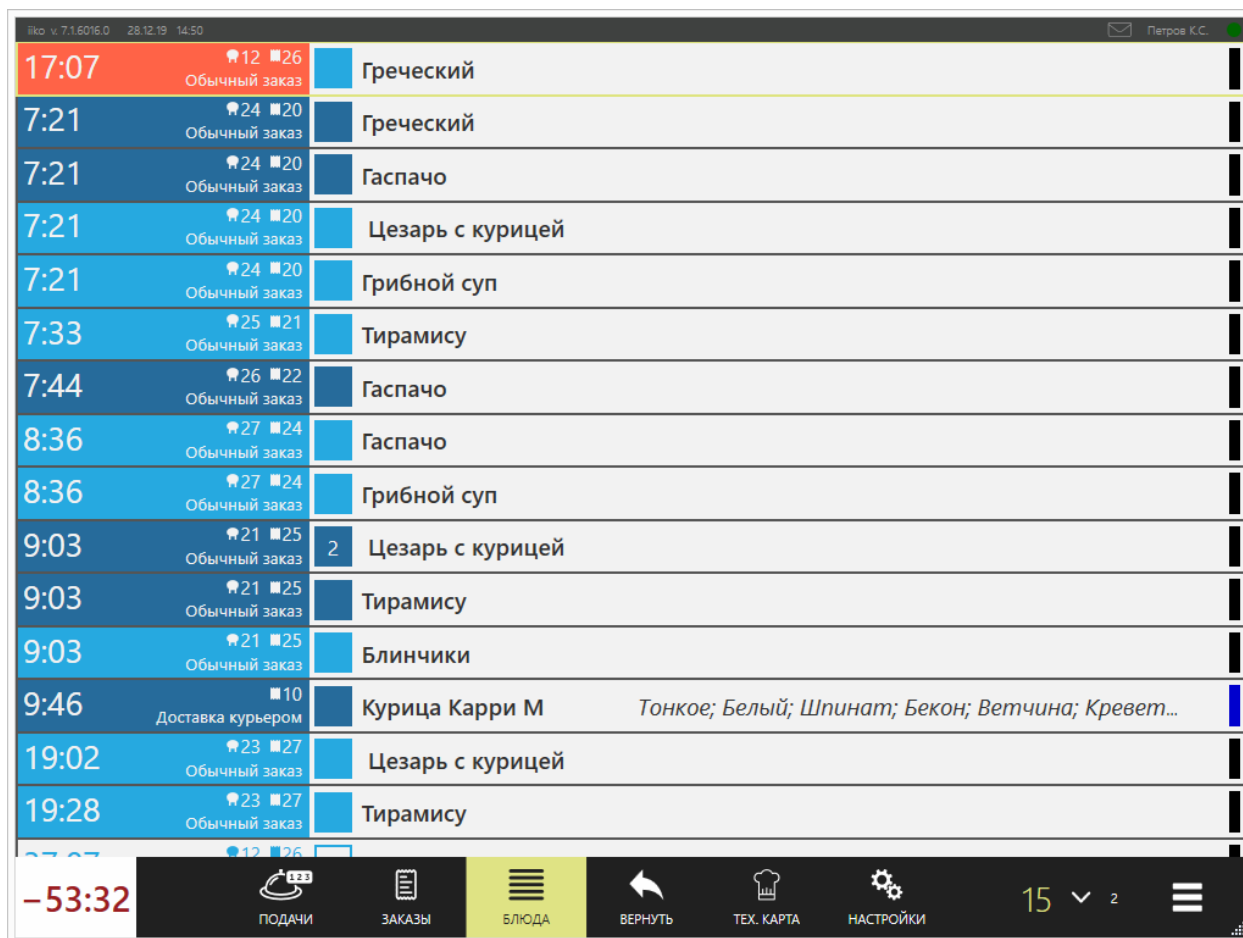 iiko v. 7.1.6016.0 28.12.19 14:50 Петров К.С.
17:07 12 26 Обычный заказ Греческий
7:21 24 20 Обычный заказ Греческий
7:21 24 20 Обычный заказ Гаспачо
7:21 24 20 Обычный заказ Цезарь с курицей
7:21 24 20 Обычный заказ Грибной суп
7:33 25 21 Обычный заказ Тирамису
7:44 26 22 Обычный заказ Гаспачо
8:36 27 24 Обычный заказ Гаспачо
8:36 27 24 Обычный заказ Грибной суп
9:03 21 25 Обычный заказ 2 Цезарь с курицей
9:03 21 25 Обычный заказ Тирамису
9:03 21 25 Обычный заказ Блинчики
9:46 10 Доставка курьером Курица Карри М Тонкое; Белый; Шпинат; Бекон; Ветчина; Кревет...
19:02 23 27 Обычный заказ Цезарь с курицей
19:28 23 27 Обычный заказ Тирамису
12 26
−53:32 123 ПОДАЧИ ЗАКАЗЫ БЛЮДА ВЕРНУТЬ ТЕХ. КАРТА НАСТРОЙКИ 15 2